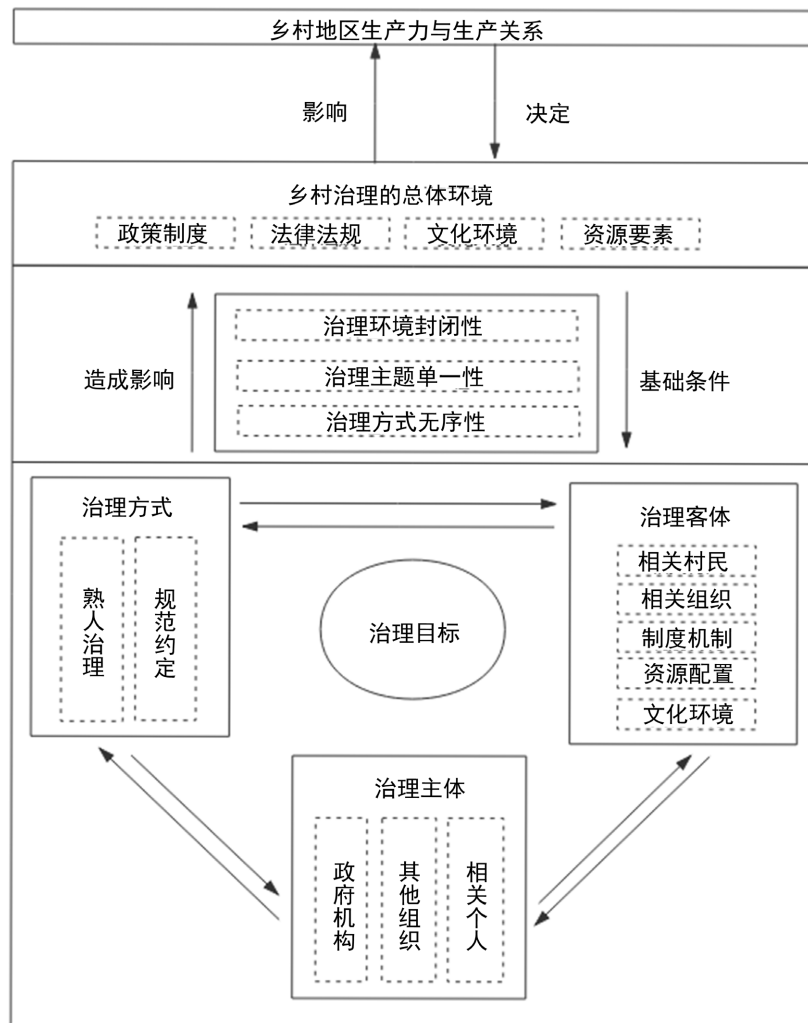 乡村地区生产力与生产关系
影响
决定
乡村治理的总体环境
政策制度
法律法规
文化环境
资源要素
治理环境封闭性
造成影响
治理主题单一性
基础条件
治理方式无序性
治理方式
熟人治理
规范约定
治理目标
治理客体
相关村民
相关组织
制度机制
资源配置
文化环境
治理主体
政府机构
其他组织
相关个人